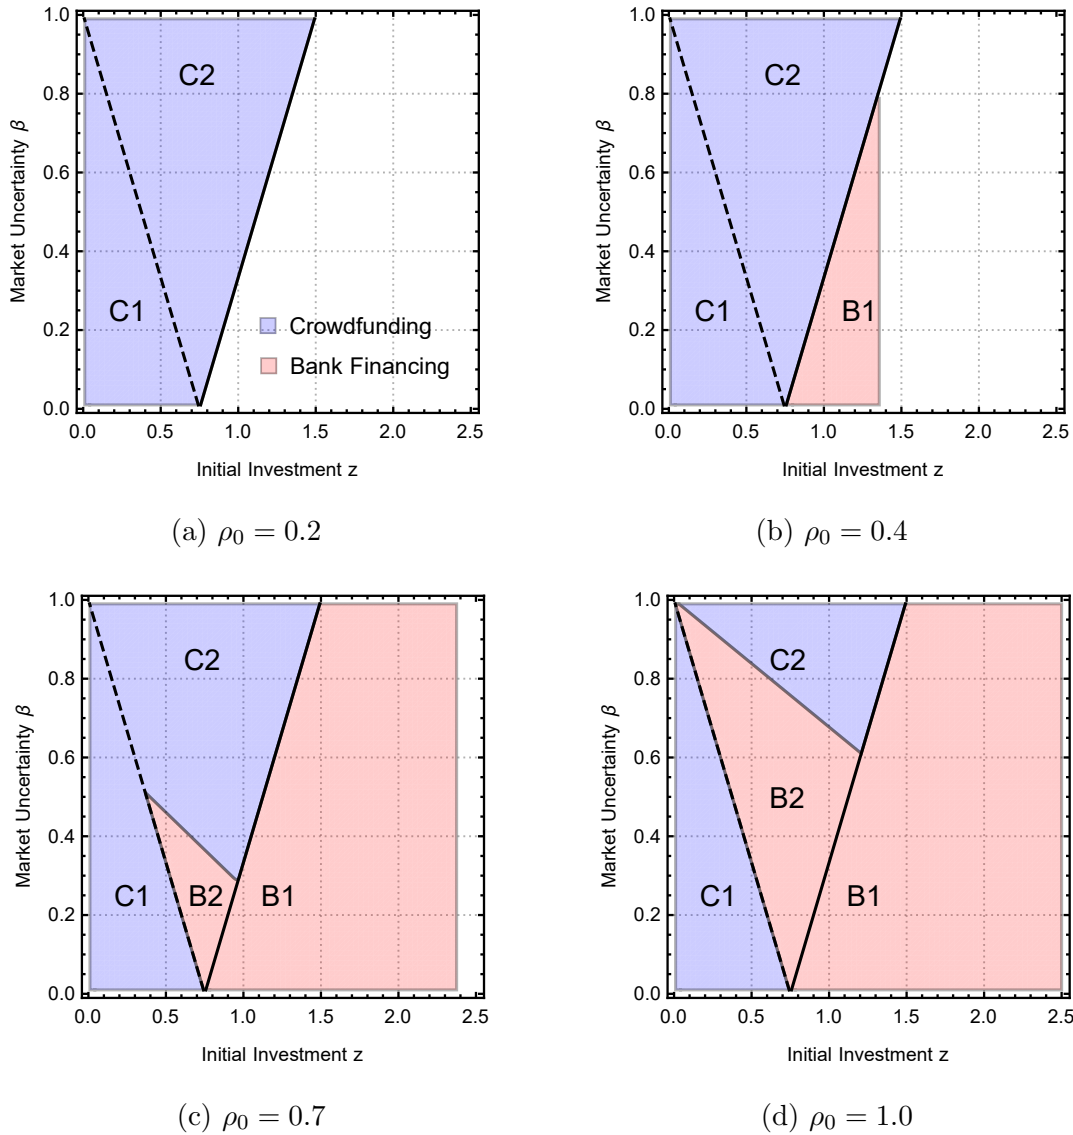 1.0
0.8
0.6
0.4
0.2
0.0
Market Uncertainty β
C2
C1
Crowdfunding
Bank Financing
0.0 0.5 1.0 1.5 2.0 2.5
Initial Investment z
(a) ρ0 = 0.2
1.0
0.8
0.6
0.4
0.2
0.0
Market Uncertainty β
C2
C1
B1
0.0 0.5 1.0 1.5 2.0 2.5
Initial Investment z
(b) ρ0 = 0.4
1.0
0.8
0.6
0.4
0.2
0.0
Market Uncertainty β
C2
C1 B2 B1
0.0 0.5 1.0 1.5 2.0 2.5
Initial Investment z
(c) ρ0 = 0.7
1.0
0.8
0.6
0.4
0.2
0.0
Market Uncertainty β
C2
B2
C1 B1
0.0 0.5 1.0 1.5 2.0 2.5
Initial Investment z
(d) ρ0 = 1.0